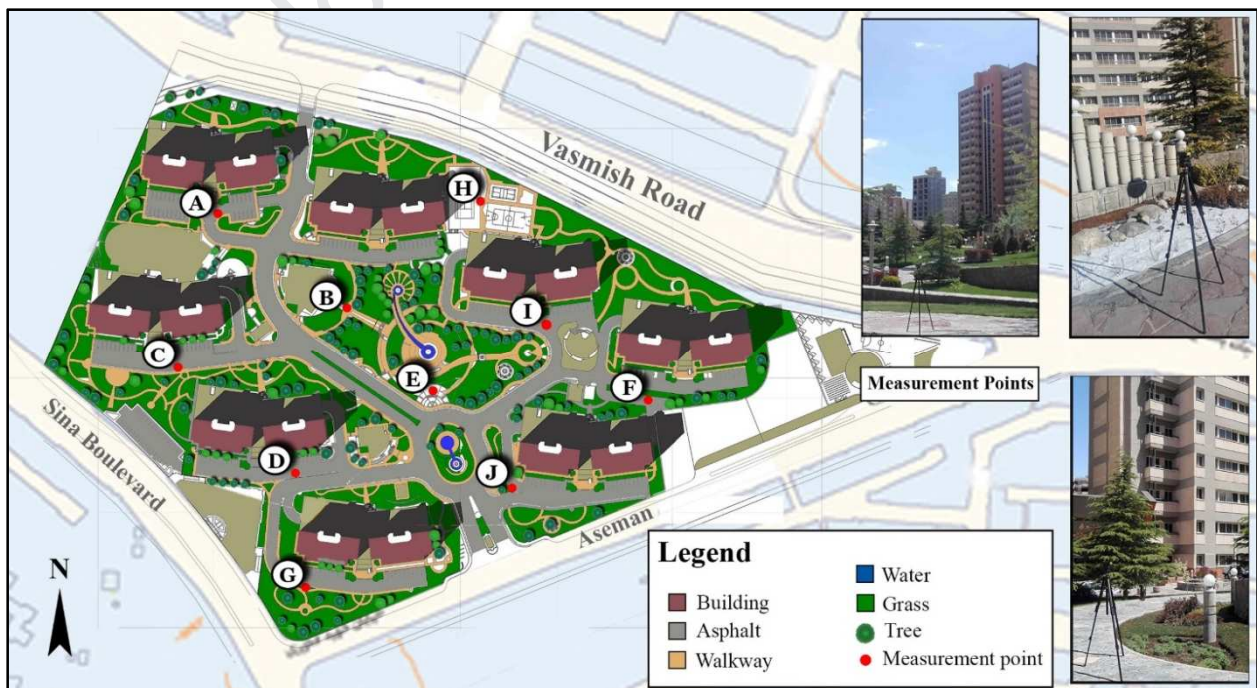 Vasmish Road
H
A
B
I
C
E
F
Measurement Points
Sina Boulevard
D
J
Aseman
G
N
Legend
Building
Asphalt
Walkway
Water
Grass
Tree
Measurement point